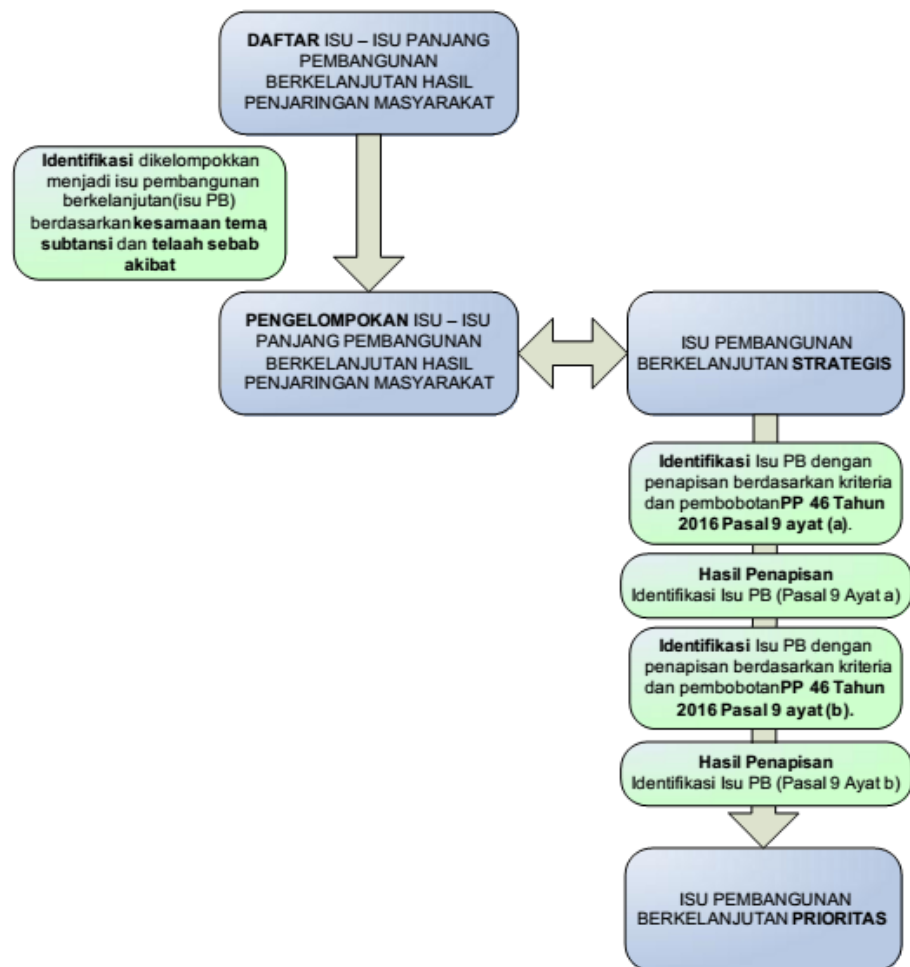 DAFTAR ISU – ISU PANJANG
PEMBANGUNAN
BERKELANJUTAN HASIL
PENJARINGAN MASYARAKAT
Identifikasi dikelompokkan
menjadi isu pembangunan
berkelanjutan(isu PB)
berdasarkan kesamaan tema,
subtansi dan telaah sebab
akibat
PENGELOMPOKAN ISU – ISU
PANJANG PEMBANGUNAN
BERKELANJUTAN HASIL
PENJARINGAN MASYARAKAT
ISU PEMBANGUNAN
BERKELANJUTAN STRATEGIS
Identifikasi Isu PB dengan
penapisan berdasarkan kriteria
dan pembobotan PP 46 Tahun
2016 Pasal 9 ayat (a).
Hasil Penapisan
Identifikasi Isu PB (Pasal 9 Ayat a)
Identifikasi Isu PB dengan
penapisan berdasarkan kriteria
dan pembobotan PP 46 Tahun
2016 Pasal 9 ayat (b).
Hasil Penapisan
Identifikasi Isu PB (Pasal 9 Ayat b)
ISU PEMBANGUNAN
BERKELANJUTAN PRIORITAS